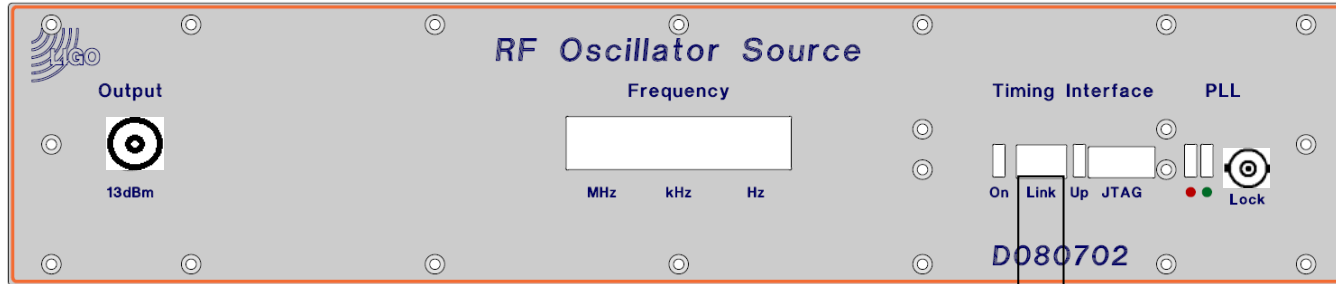 RF Oscillator Source
LIGO
Output
Frequency
Timing Interface
PLL
13dBm
MHz kHz Hz
On Link Up JTAG
Lock
D080702